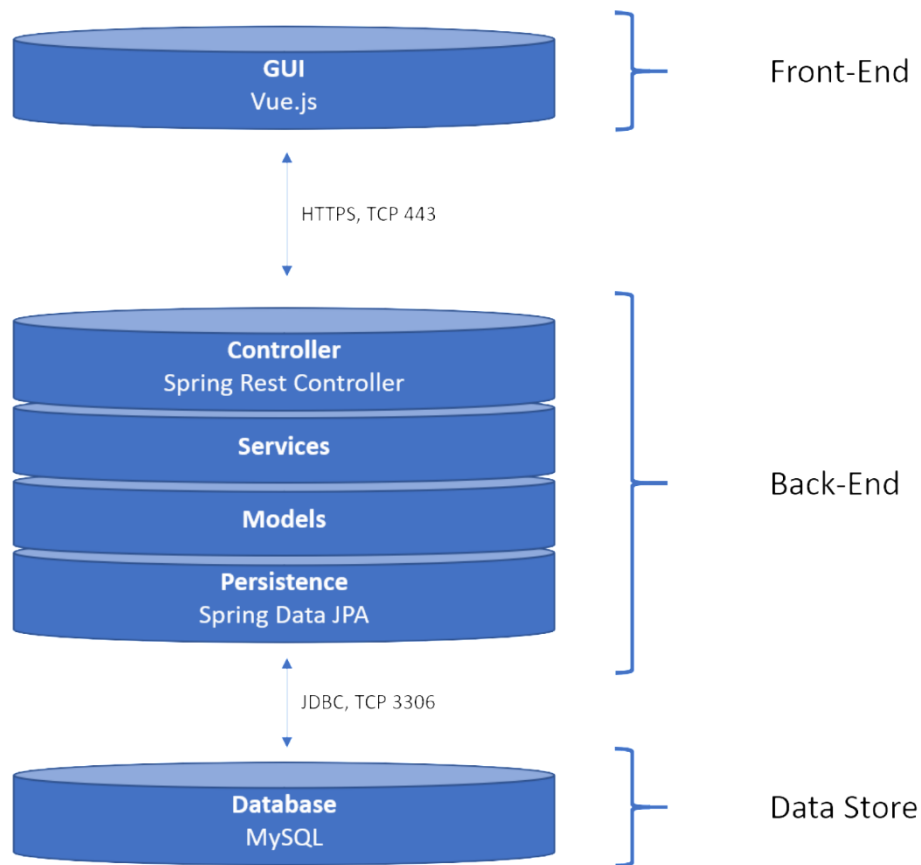 GUI
Vue.js
Front-End
HTTPS, TCP 443
Controller
Spring Rest Controller
Services
Models
Persistence
Spring Data JPA
Back-End
JDBC, TCP 3306
Database
MySQL
Data Store